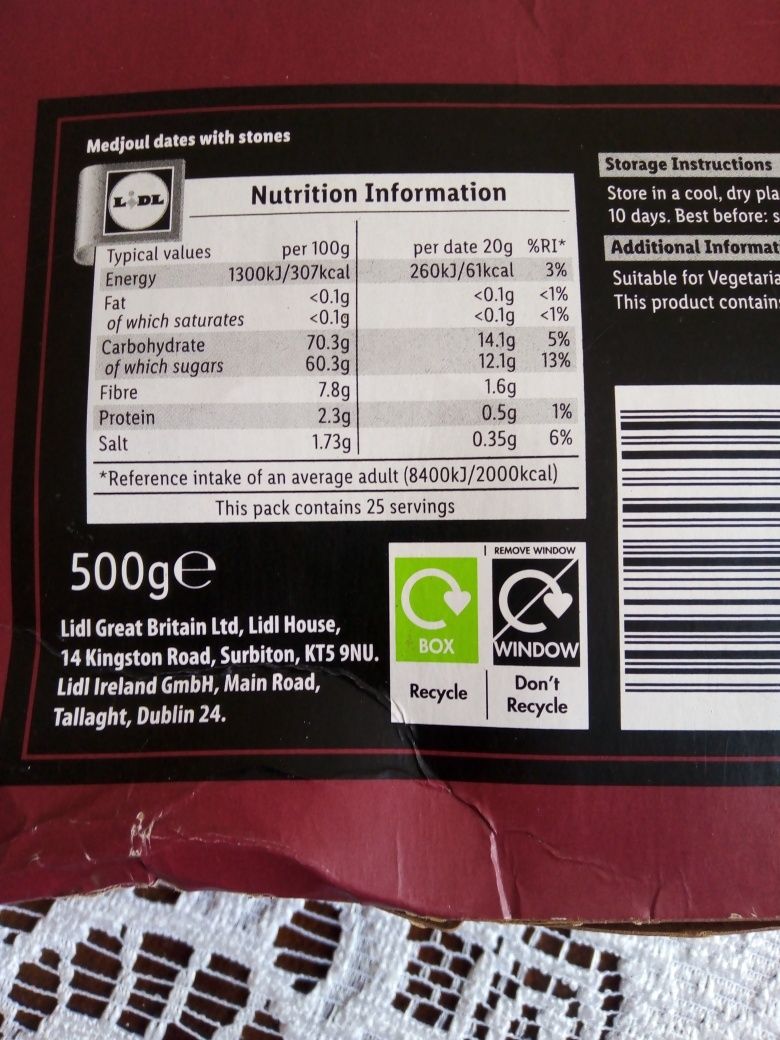 Medjoul dates with stones
LIDL
Nutrition Information
Typical values per 100g per date 20g %RI*
Energy 1300kJ/307kcal 260kJ/61kcal 3%
Fat <0.1g <0.1g <1%
of which saturates <0.1g <0.1g <1%
Carbohydrate 70.3g 14.1g 5%
of which sugars 60.3g 12.1g 13%
Fibre 7.8g 1.6g
Protein 2.3g 0.5g 1%
Salt 1.73g 0.35g 6%
*Reference intake of an average adult (8400kJ/2000kcal)
This pack contains 25 servings
500g℮
Lidl Great Britain Ltd, Lidl House,
14 Kingston Road, Surbiton, KT5 9NU.
Lidl Ireland GmbH, Main Road,
Tallaght, Dublin 24.
REMOVE WINDOW
BOX
WINDOW
Recycle
Don't
Recycle
Storage Instructions
Store in a cool, dry pla
10 days. Best before: s
Additional Informat
Suitable for Vegetaria
This product contain